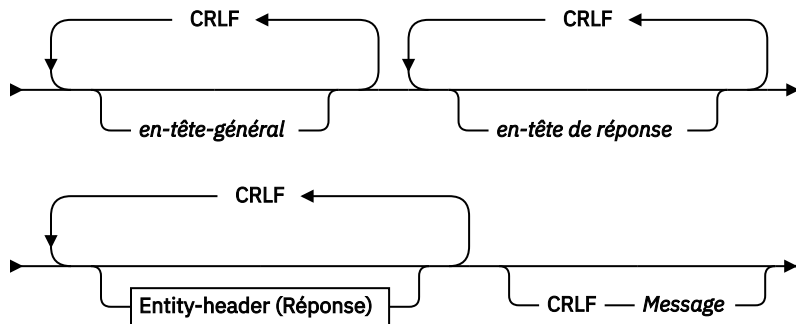 CRLF CRLF
en-tête-général en-tête de réponse
CRLF
Entity-header (Réponse) CRLF Message